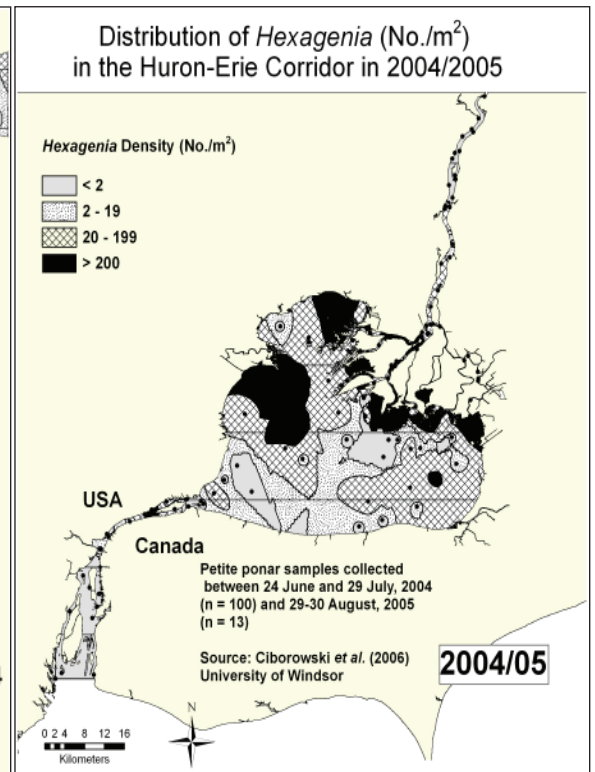 Distribution of Hexagenia (No./m²)
in the Huron-Erie Corridor in 2004/2005
Hexagenia Density (No./m²)
< 2
2 - 19
20 - 199
> 200
USA
Canada
Petite ponar samples collected
between 24 June and 29 July, 2004
(n = 100) and 29-30 August, 2005
(n = 13)
Source: Ciborowski et al. (2006)
University of Windsor
2004/05
N
0 2 4 8 12 16
Kilometers